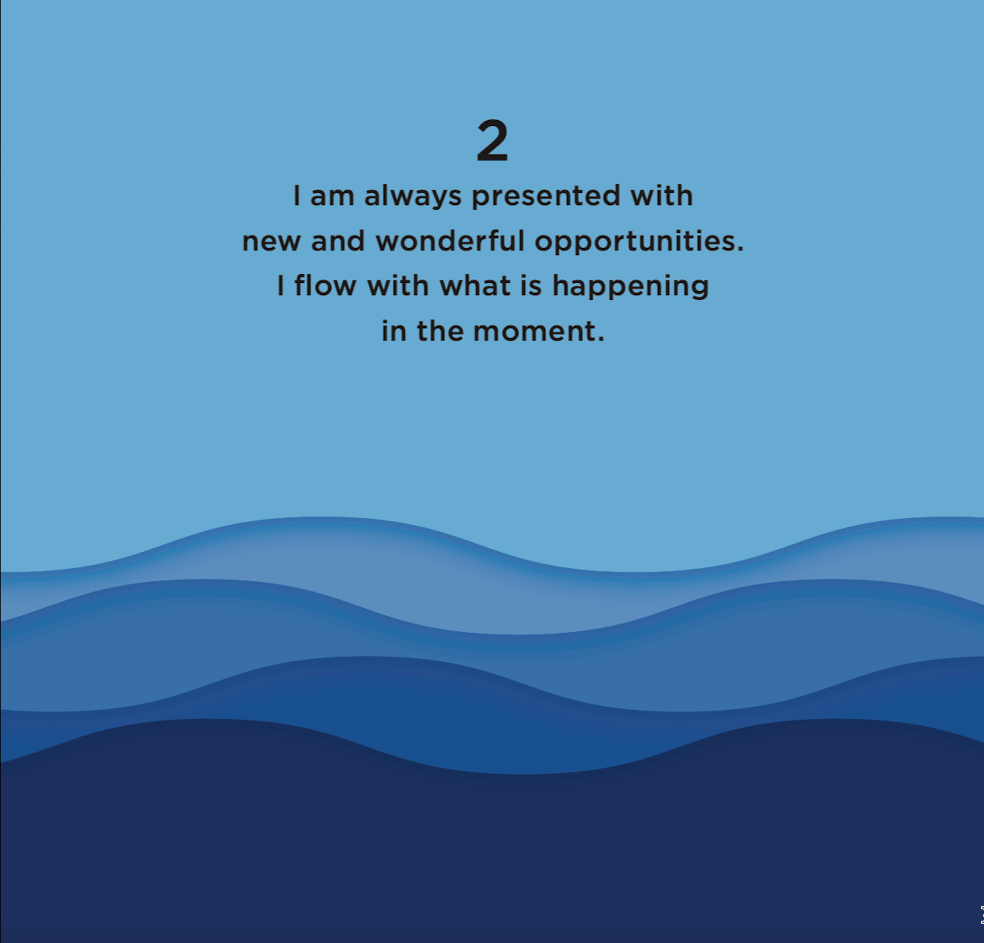 2
I am always presented with
new and wonderful opportunities.
I flow with what is happening
in the moment.